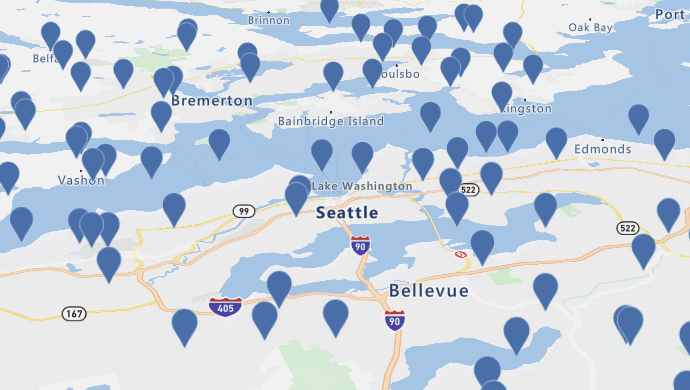 Brinnon
Oak Bay
Port
Belfa
oulsbo
Bremerton
ingston
Bainbridge Island
Edmonds
Vashon
Lake Washington
522
99
Seattle
522
90
Bellevue
405
167
90